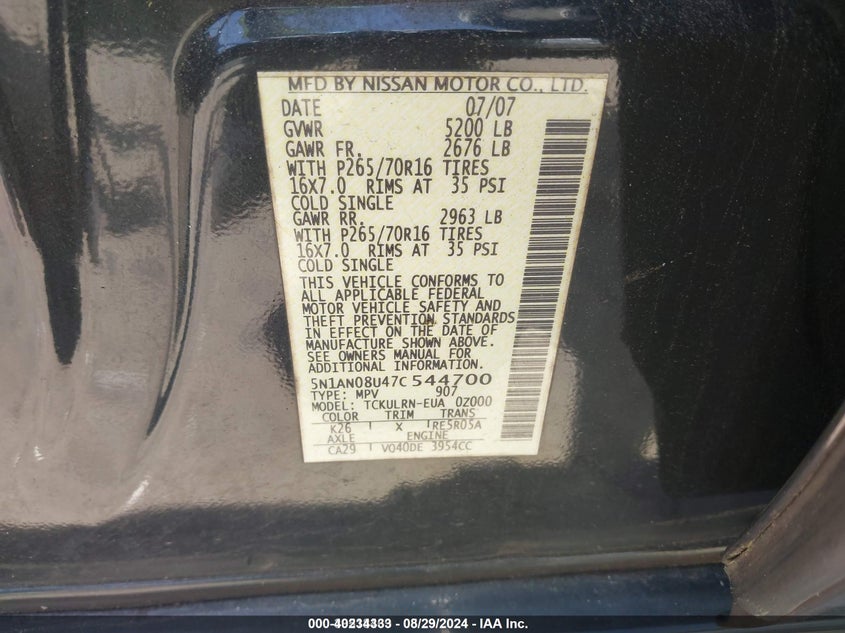 MFD BY NISSAN MOTOR CO., LTD.
DATE 07/07
GVWR 5200 LB
GAWR FR. 2676 LB
WITH P265/70R16 TIRES
16X7.0 RIMS AT 35 PSI
COLD SINGLE
GAWR RR. 2963 LB
WITH P265/70R16 TIRES
16X7.0 RIMS AT 35 PSI
COLD SINGLE
THIS VEHICLE CONFORMS TO
ALL APPLICABLE FEDERAL
MOTOR VEHICLE SAFETY AND
THEFT PREVENTION STANDARDS
IN EFFECT ON THE DATE OF
MANUFACTURE SHOWN ABOVE.
SEE OWNERS MANUAL FOR
ADDITIONAL INFORMATION.
5N1AN08U47C544700
TYPE: MPV 907
MODEL: TCKULRN-EUA 0Z000
COLOR TRIM TRANS
K26 X RE5R05A
AXLE ENGINE
CA29 VQ40DE 3954CC
08/29/2024 - IAA Inc.